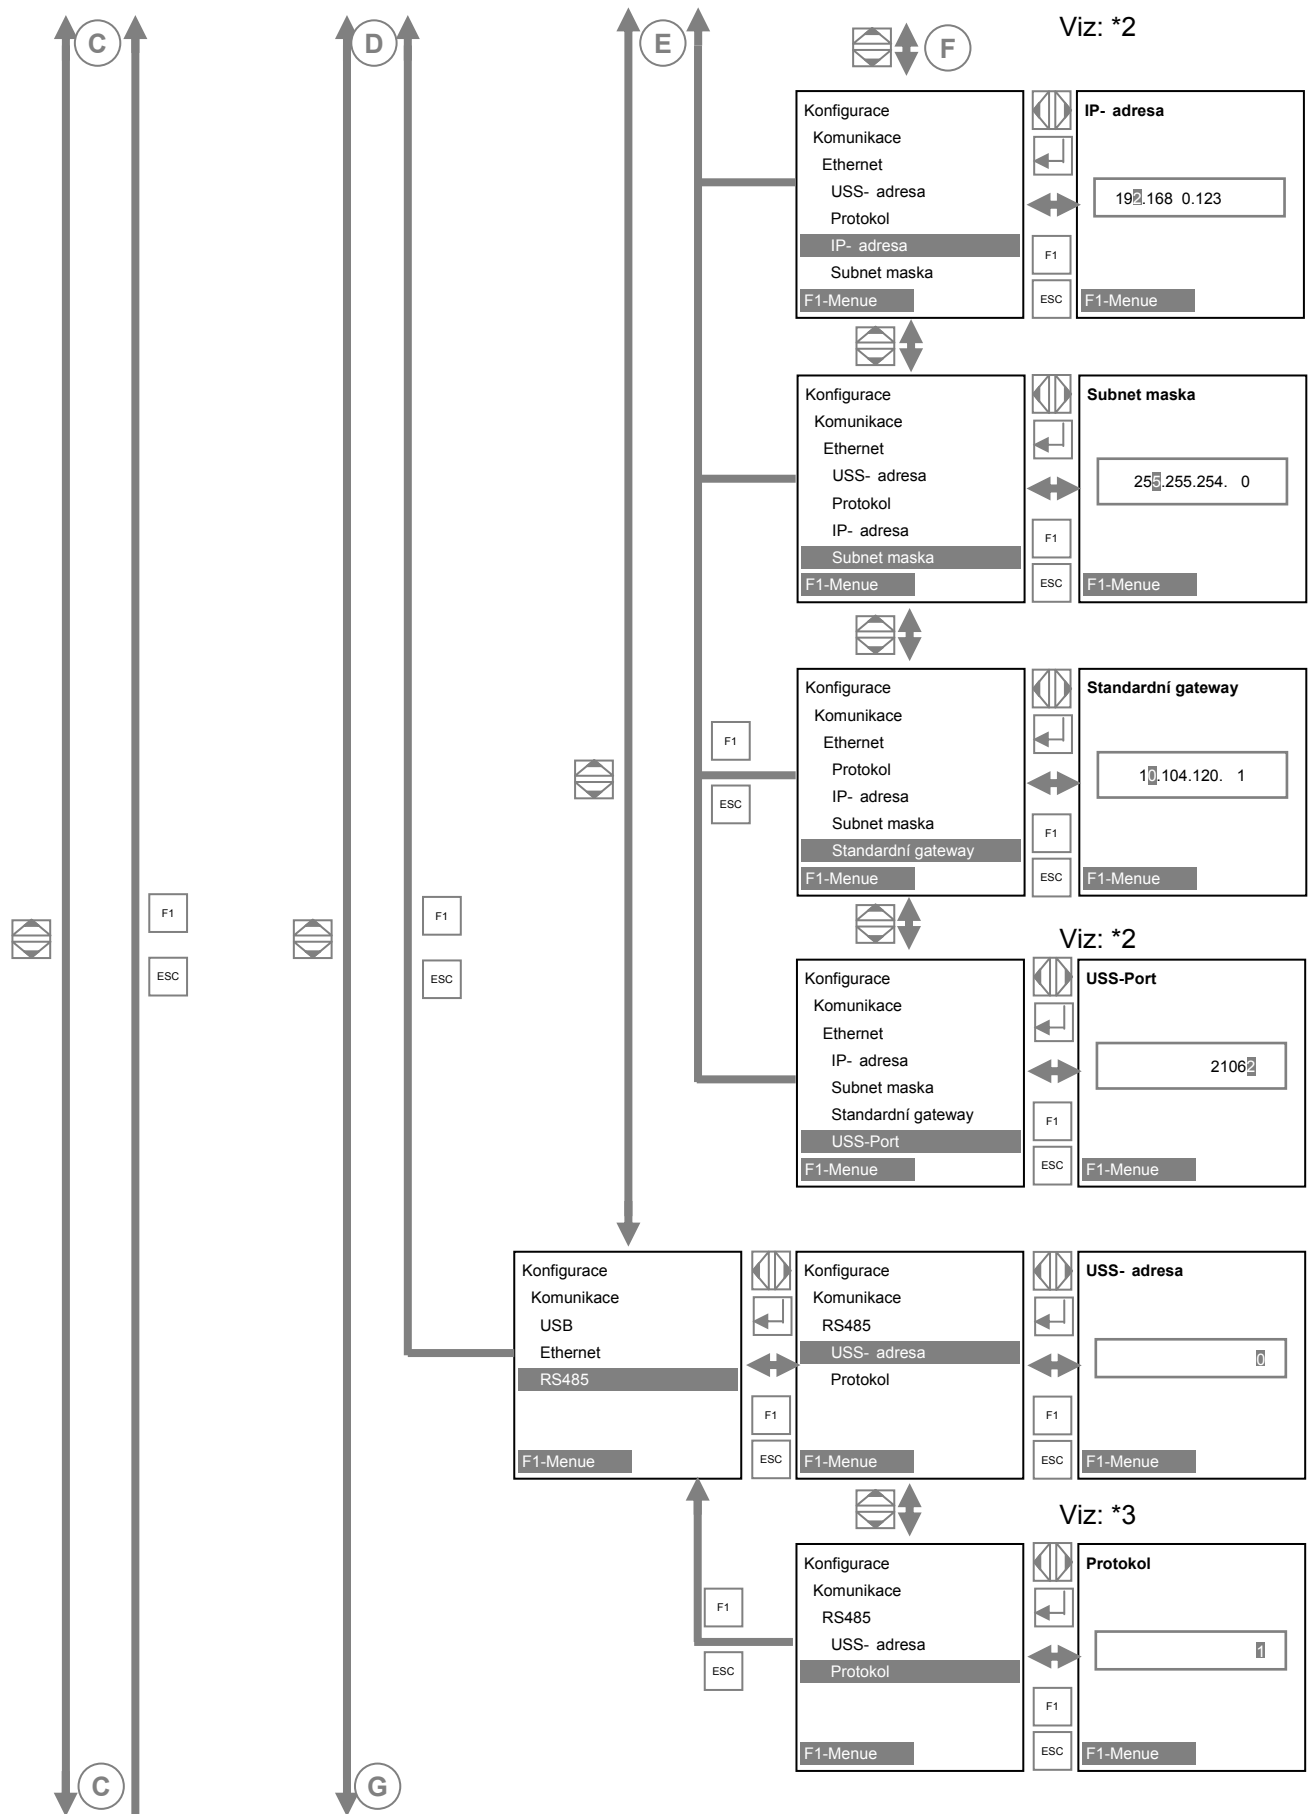 C
D
E
F
Viz: *2
Konfigurace
Komunikace
Ethernet
USS- adresa
Protokol
IP- adresa
Subnet maska
F1-Menue
F1
ESC
IP- adresa
192.168 0.123
F1-Menue
Konfigurace
Komunikace
Ethernet
USS- adresa
Protokol
IP- adresa
Subnet maska
F1-Menue
F1
ESC
Subnet maska
255.255.254. 0
F1-Menue
F1
ESC
Konfigurace
Komunikace
Ethernet
Protokol
IP- adresa
Subnet maska
Standardní gateway
F1-Menue
F1
ESC
Standardní gateway
10.104.120. 1
F1-Menue
F1
ESC
F1
ESC
Viz: *2
Konfigurace
Komunikace
Ethernet
IP- adresa
Subnet maska
Standardní gateway
USS-Port
F1-Menue
F1
ESC
USS-Port
21062
F1-Menue
Konfigurace
Komunikace
USB
Ethernet
RS485
F1-Menue
F1
ESC
Konfigurace
Komunikace
RS485
USS- adresa
Protokol
F1-Menue
F1
ESC
USS- adresa
0
F1-Menue
Viz: *3
F1
ESC
Konfigurace
Komunikace
RS485
USS- adresa
Protokol
F1-Menue
F1
ESC
Protokol
1
F1-Menue
C
G